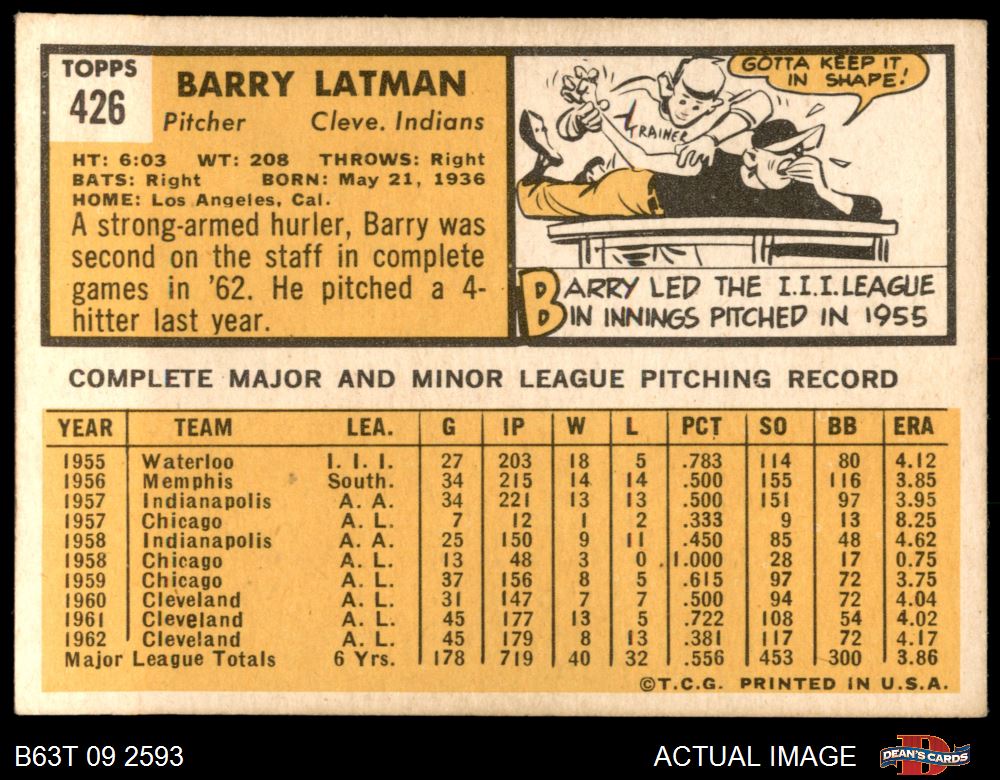 TOPPS
426
BARRY LATMAN
Pitcher Cleve. Indians
HT: 6:03 WT: 208 THROWS: Right
BATS: Right BORN: May 21, 1936
HOME: Los Angeles, Cal.
A strong-armed hurler, Barry was
second on the staff in complete
games in '62. He pitched a 4-
hitter last year.
GOTTA KEEP IT,
IN SHAPE!
TRAINER
BARRY LED THE I.I.I. LEAGUE
IN INNINGS PITCHED IN 1955
COMPLETE MAJOR AND MINOR LEAGUE PITCHING RECORD
YEAR TEAM LEA. G IP W L PCT SO BB ERA
1955 Waterloo I. I. I. 27 203 18 5 .783 114 80 4.12
1956 Memphis South. 34 215 14 14 .500 155 116 3.85
1957 Indianapolis A. A. 34 221 13 13 .500 151 97 3.95
1957 Chicago A. L. 7 12 1 2 .333 9 13 8.25
1958 Indianapolis A. A. 25 150 9 11 .450 85 48 4.62
1958 Chicago A. L. 13 48 3 0 1.000 28 17 0.75
1959 Chicago A. L. 37 156 8 5 .615 97 72 3.75
1960 Cleveland A. L. 31 147 7 7 .500 94 72 4.04
1961 Cleveland A. L. 45 177 13 5 .722 108 54 4.02
1962 Cleveland A. L. 45 179 8 13 .381 117 72 4.17
Major League Totals 6 Yrs. 178 719 40 32 .556 453 300 3.86
©T.C.G. PRINTED IN U.S.A.
B63T 09 2593 ACTUAL IMAGE DEAN'S CARDS